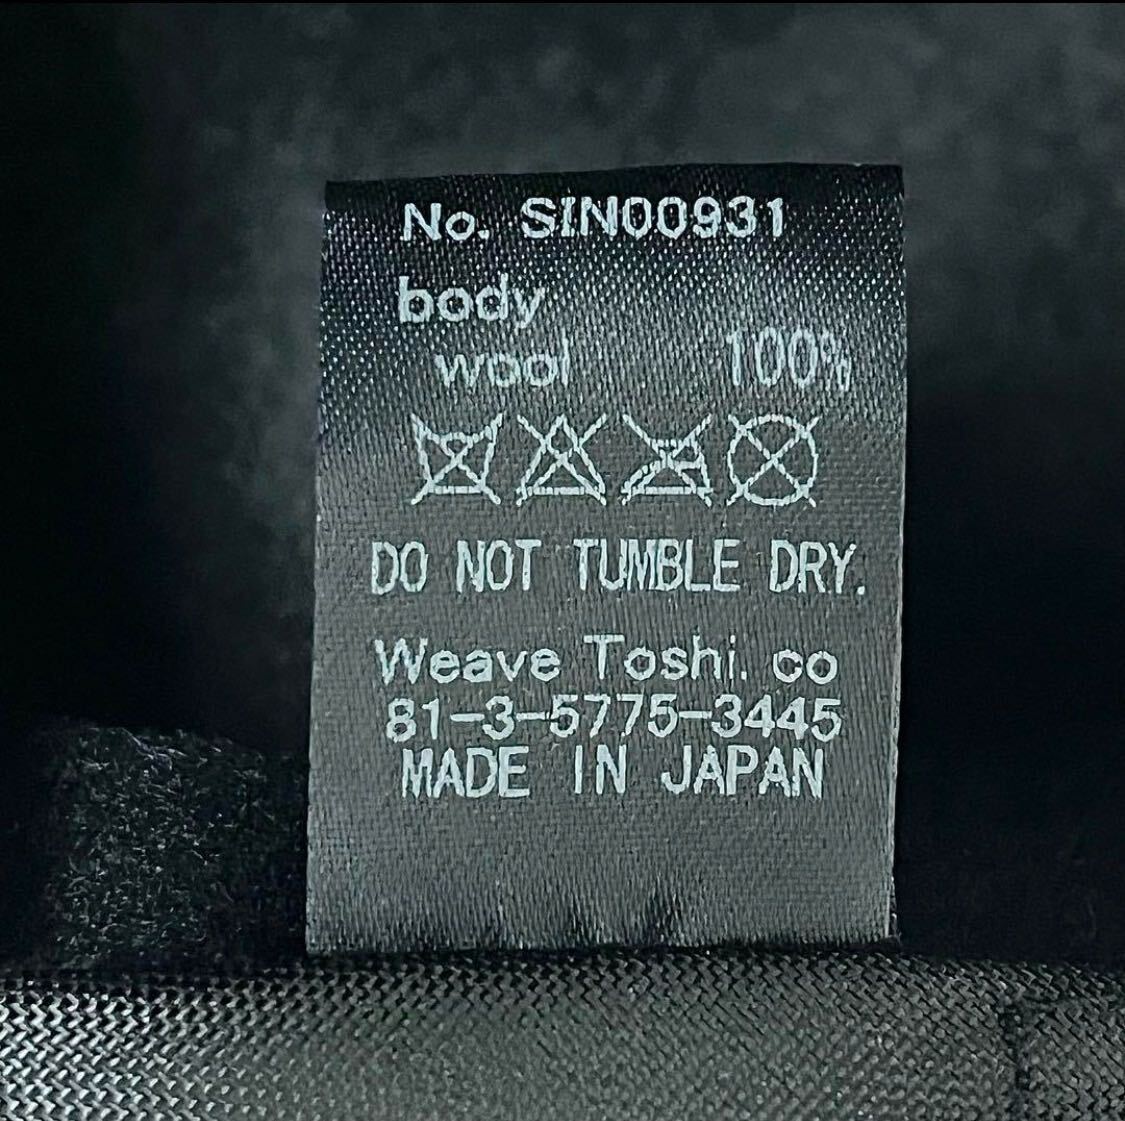 No. SIN00931
body
wool 100%
DO NOT TUMBLE DRY.
Weave Toshi. co
81-3-5775-3445
MADE IN JAPAN